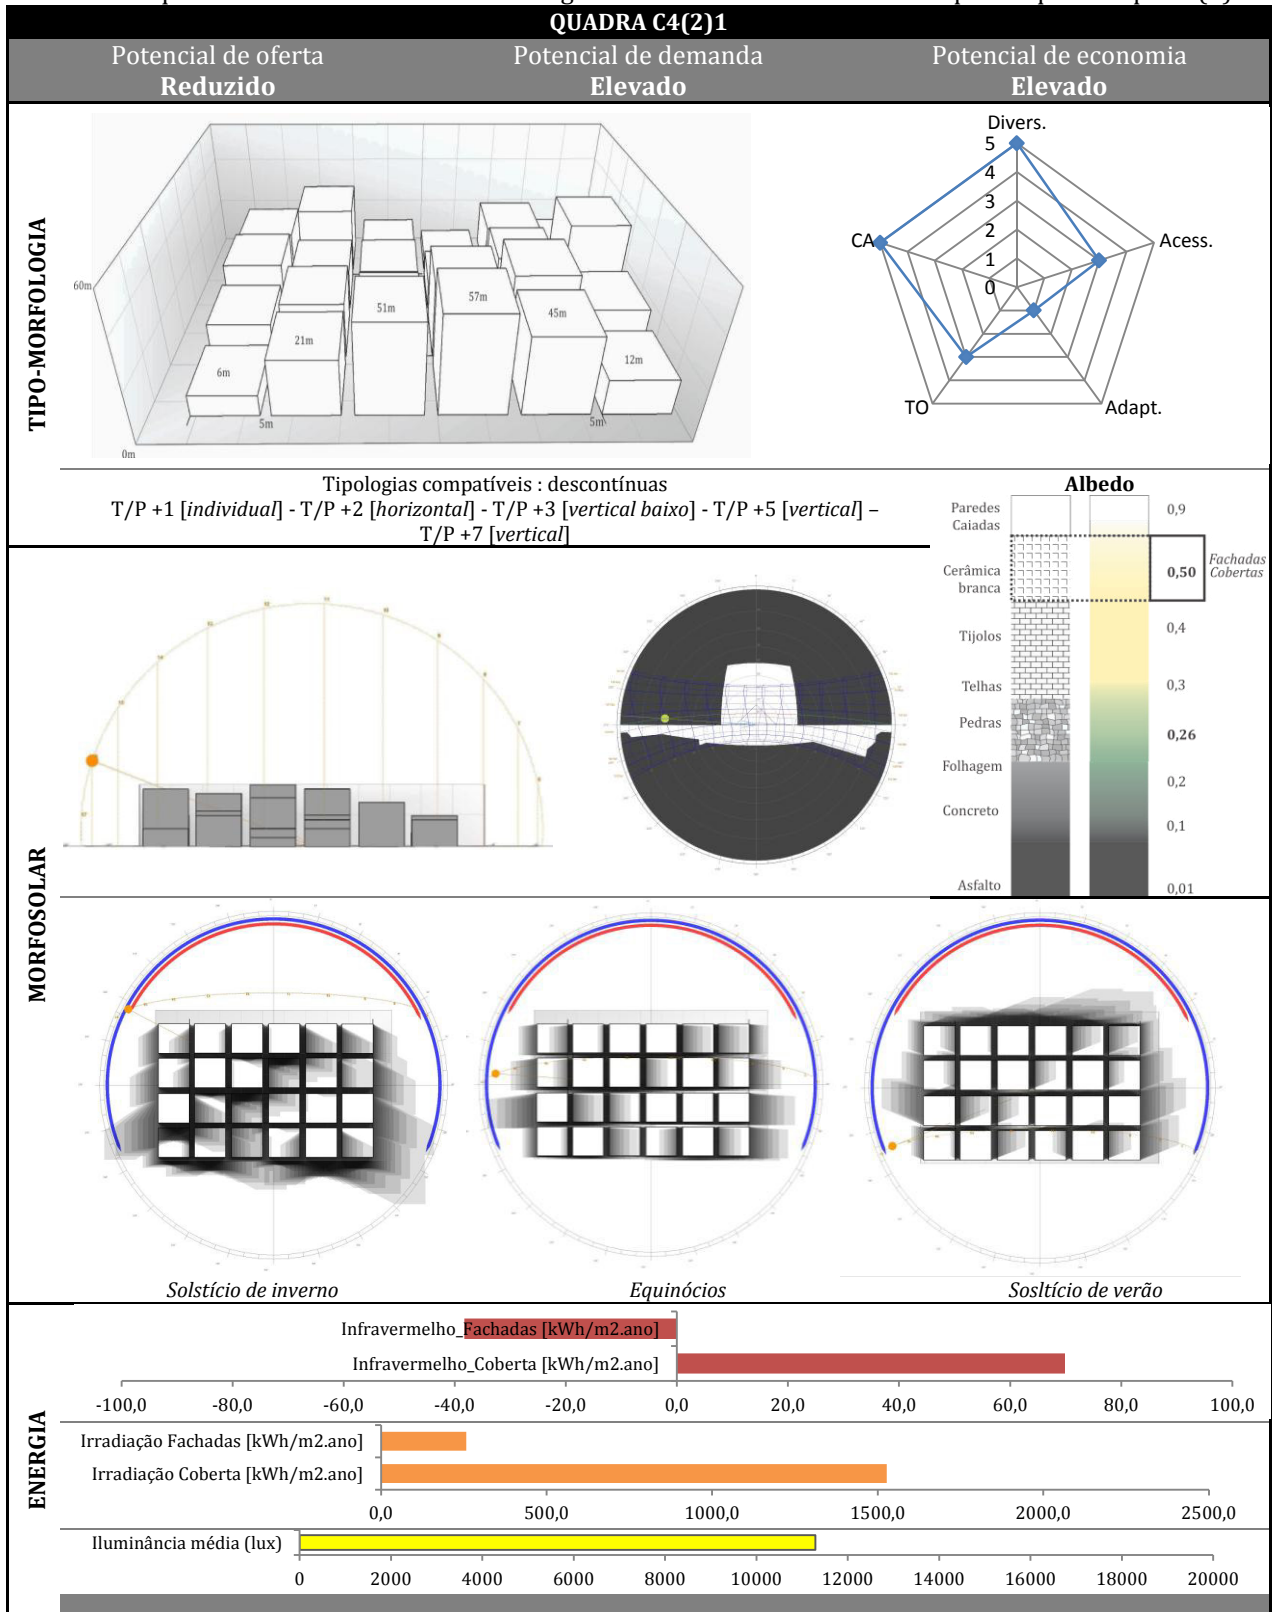 QUADRA C4(2)1
Potencial de oferta
Reduzido
Potencial de demanda
Elevado
Potencial de economia
Elevado
TIPO-MORFOLOGIA
60m
0m
6m
21m
51m
57m
45m
12m
5m
5m
Divers.
5
4
3
2
1
0
CA
Acess.
TO
Adapt.
Tipologias compatíveis : descontínuas
T/P +1 [individual] - T/P +2 [horizontal] - T/P +3 [vertical baixo] - T/P +5 [vertical] –
T/P +7 [vertical]
Albedo
Paredes
Caiadas
0,9
Cerâmica
branca
0,50
Fachadas
Cobertas
Tijolos
0,4
Telhas
0,3
Pedras
0,26
Folhagem
0,2
Concreto
0,1
Asfalto
0,01
MORFOSOLAR
Solstício de inverno
Equinócios
Sosltício de verão
ENERGIA
Infravermelho_Fachadas [kWh/m2.ano]
Infravermelho_Coberta [kWh/m2.ano]
-100,0 -80,0 -60,0 -40,0 -20,0 0,0 20,0 40,0 60,0 80,0 100,0
Irradiação Fachadas [kWh/m2.ano]
Irradiação Coberta [kWh/m2.ano]
0,0 500,0 1000,0 1500,0 2000,0 2500,0
Iluminância média (lux)
0 2000 4000 6000 8000 10000 12000 14000 16000 18000 20000